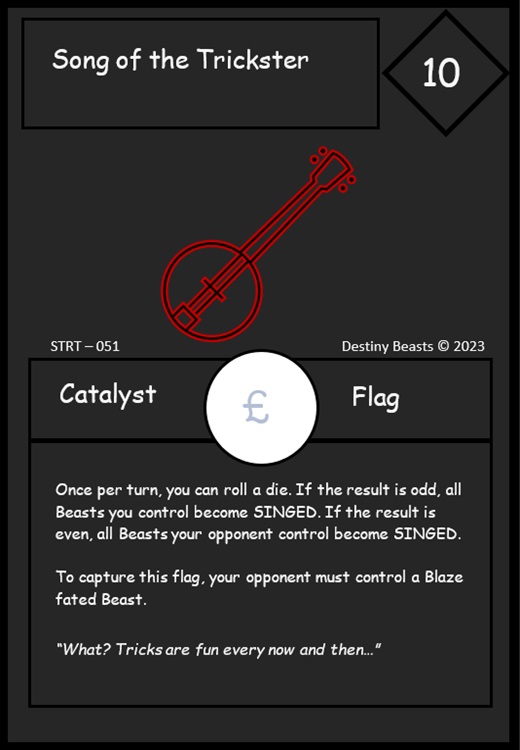 Song of the Trickster
10
STRT – 051
Destiny Beasts © 2023
Catalyst
£
Flag
Once per turn, you can roll a die. If the result is odd, all
Beasts you control become SINGED. If the result is
even, all Beasts your opponent control become SINGED.
To capture this flag, your opponent must control a Blaze
fated Beast.
“What? Tricks are fun every now and then…”